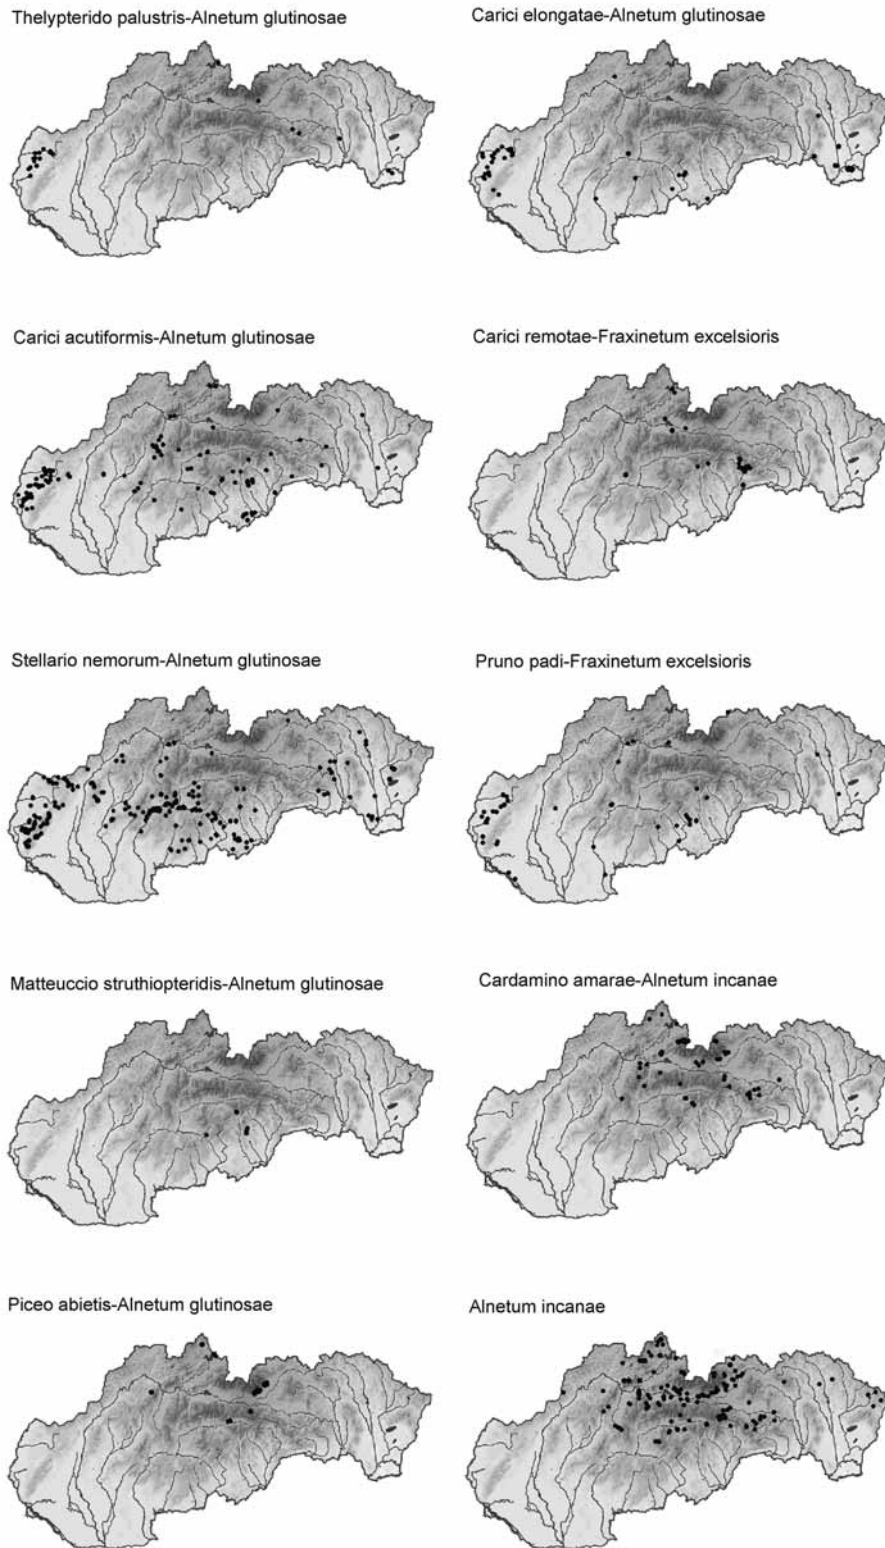 Thelypterido palustris-Alnetum glutinosae
Carici elongatae-Alnetum glutinosae
Carici acutiformis-Alnetum glutinosae
Carici remotae-Fraxinetum excelsioris
Stellario nemorum-Alnetum glutinosae
Pruno padi-Fraxinetum excelsioris
Matteuccio struthiopteridis-Alnetum glutinosae
Cardamino amarae-Alnetum incanae
Piceo abietis-Alnetum glutinosae
Alnetum incanae